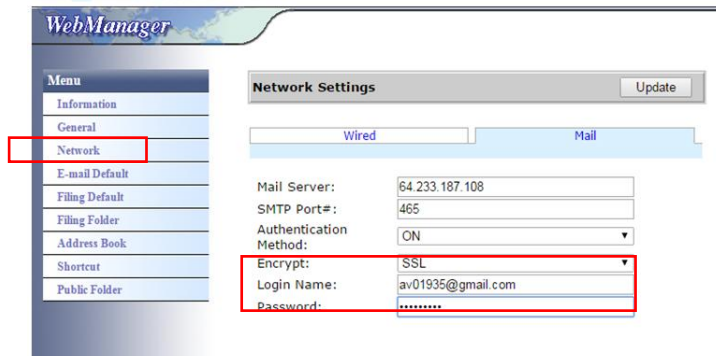 WebManager
Menu
Information
General
Network
E-mail Default
Filing Default
Filing Folder
Address Book
Shortcut
Public Folder
Network Settings
Update
Wired Mail
Mail Server: 64.233.187.108
SMTP Port#: 465
Authentication
Method: ON
Encrypt: SSL
Login Name: av01935@gmail.com
Password: •••••••••